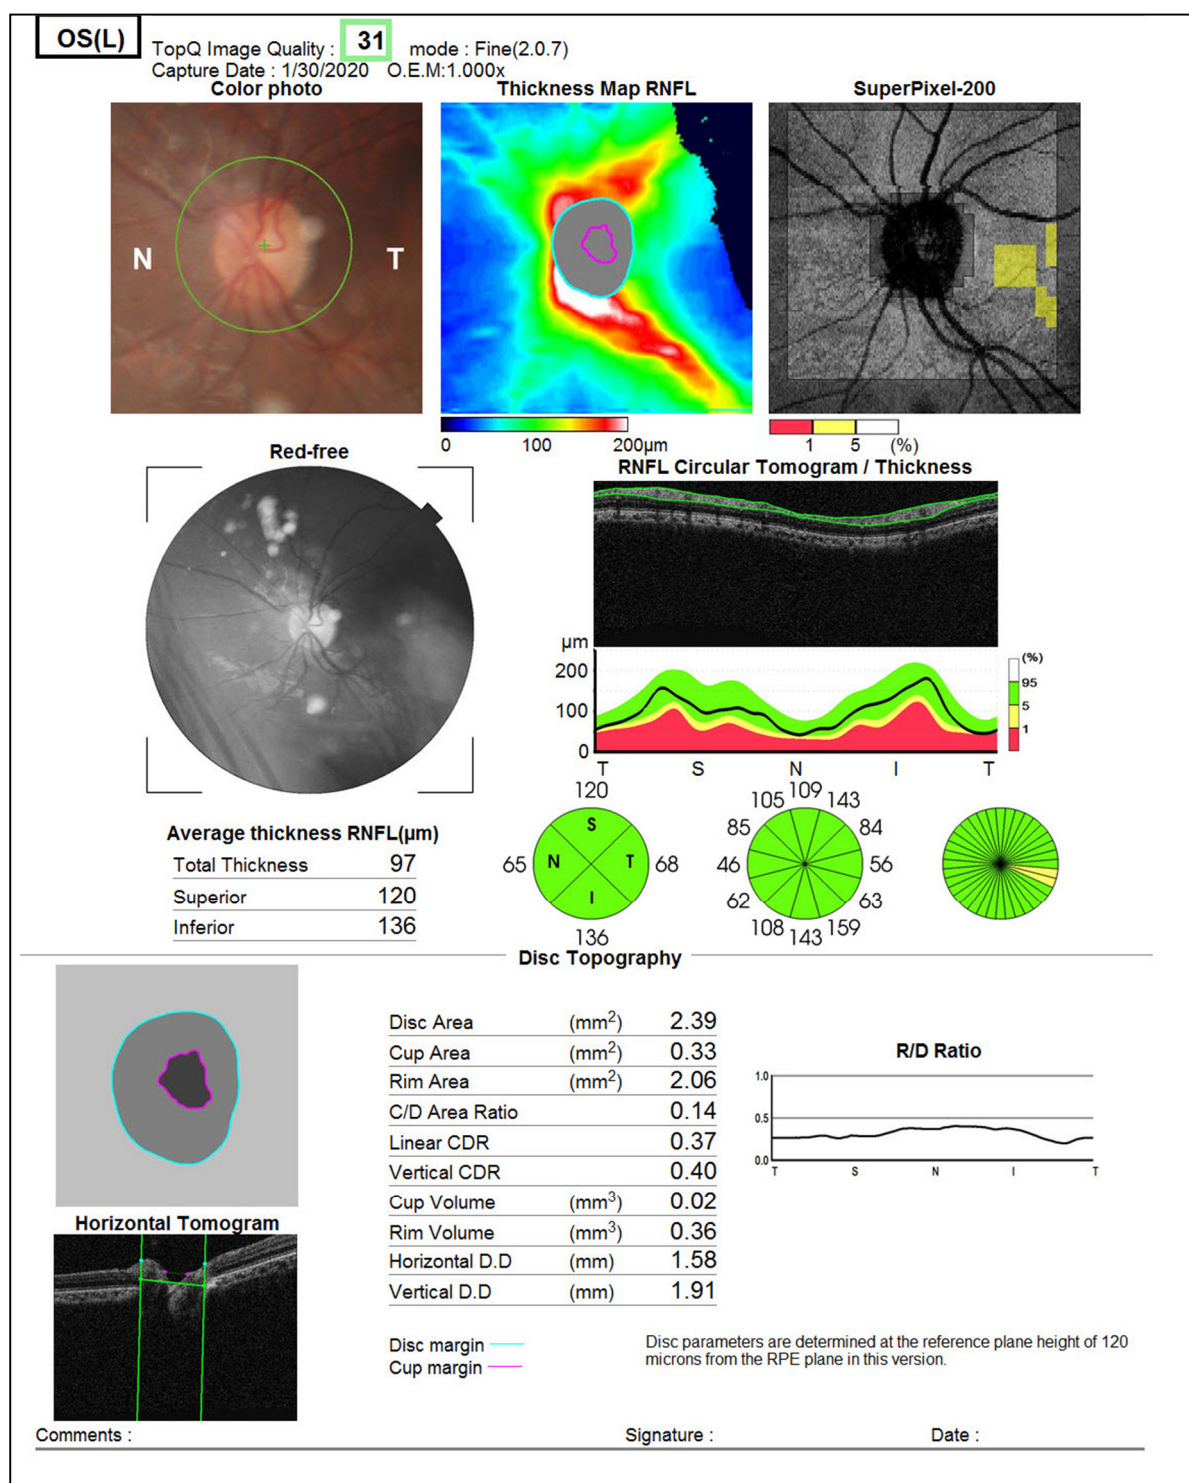 OS(L)
TopQ Image Quality : 31 mode : Fine(2.0.7)
Capture Date : 1/30/2020 O.E.M:1.000x
Color photo
Thickness Map RNFL
SuperPixel-200
N
T
0 100 200µm
1 5 (%)
Red-free
RNFL Circular Tomogram / Thickness
µm
200
100
0
T S N I T
(%)
95
5
1
Average thickness RNFL(µm)
Total Thickness 97
Superior 120
Inferior 136
120
65 N S T I 68
136
105 109 143
85 84
46 56
62 63
108 143 159
Disc Topography
Disc Area (mm2) 2.39
Cup Area (mm2) 0.33
Rim Area (mm2) 2.06
C/D Area Ratio 0.14
Linear CDR 0.37
Vertical CDR 0.40
Cup Volume (mm3) 0.02
Rim Volume (mm3) 0.36
Horizontal D.D (mm) 1.58
Vertical D.D (mm) 1.91
R/D Ratio
1.0
0.5
0.0
T S N I T
Horizontal Tomogram
Disc margin
Cup margin
Disc parameters are determined at the reference plane height of 120
microns from the RPE plane in this version.
Comments : Signature : Date :